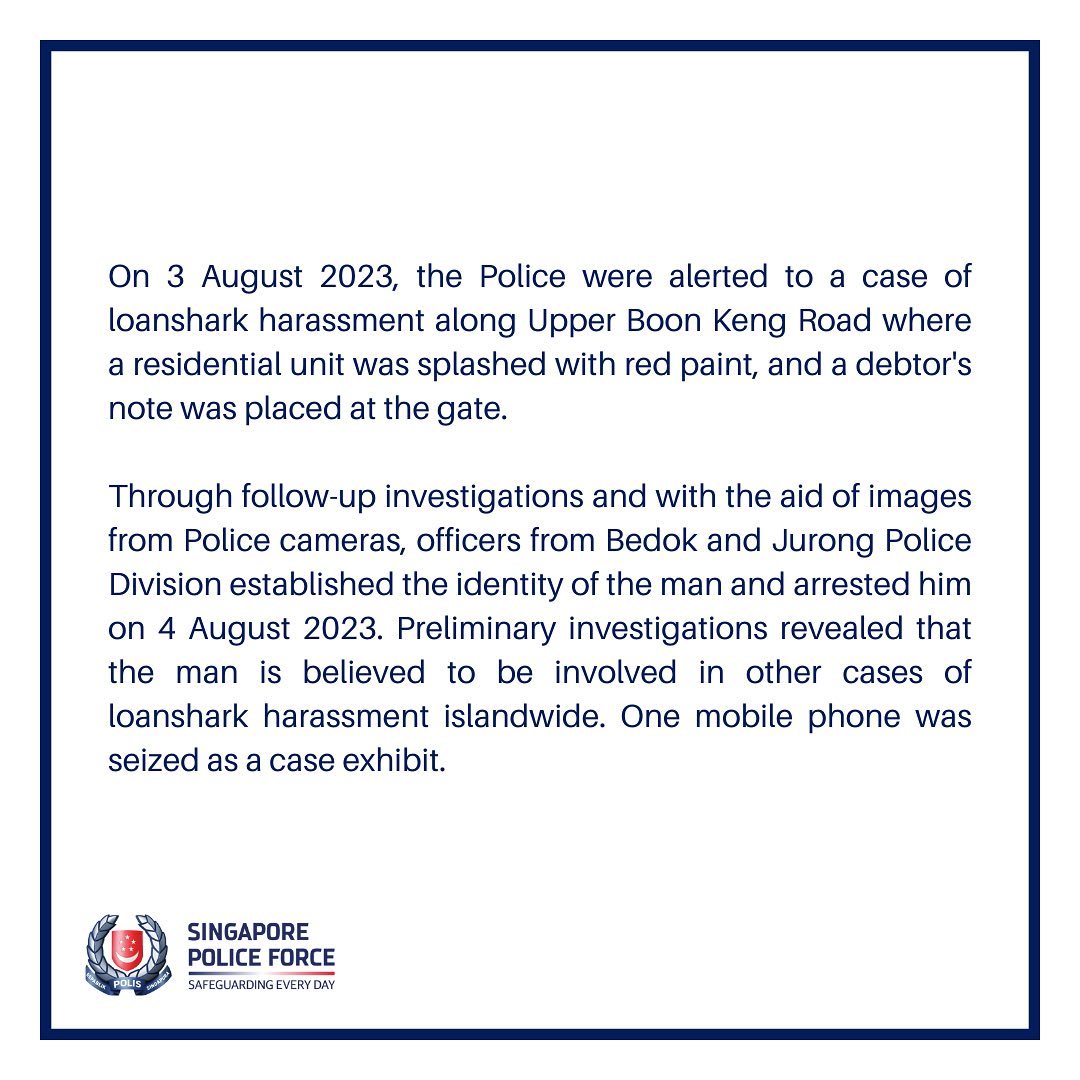 On 3 August 2023, the Police were alerted to a case of
loanshark harassment along Upper Boon Keng Road where
a residential unit was splashed with red paint, and a debtor's
note was placed at the gate.
Through follow-up investigations and with the aid of images
from Police cameras, officers from Bedok and Jurong Police
Division established the identity of the man and arrested him
on 4 August 2023. Preliminary investigations revealed that
the man is believed to be involved in other cases of
loanshark harassment islandwide. One mobile phone was
seized as a case exhibit.
SINGAPORE
POLICE FORCE
SAFEGUARDING EVERY DAY
REPUBLIK POLIS SINGAPURA